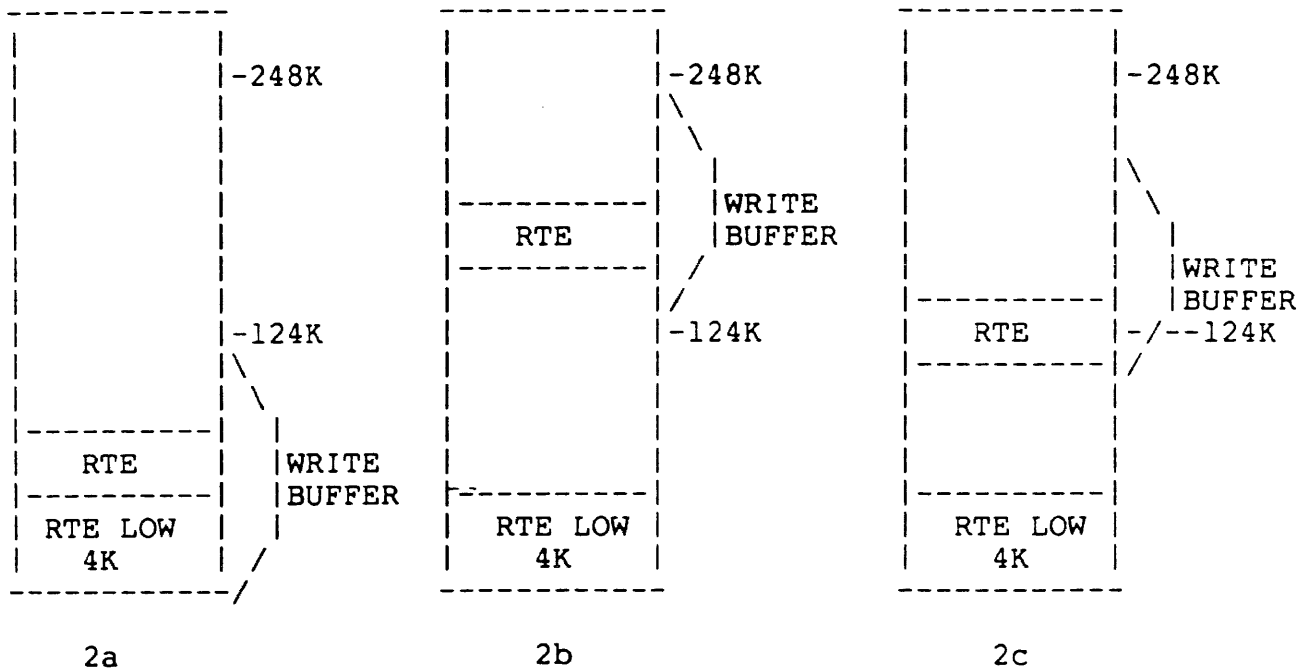 -248K
-124K
RTE
WRITE
BUFFER
RTE LOW
4K
2a
-248K
WRITE
BUFFER
RTE
-124K
RTE LOW
4K
2b
-248K
WRITE
BUFFER
RTE
--124K
RTE LOW
4K
2c